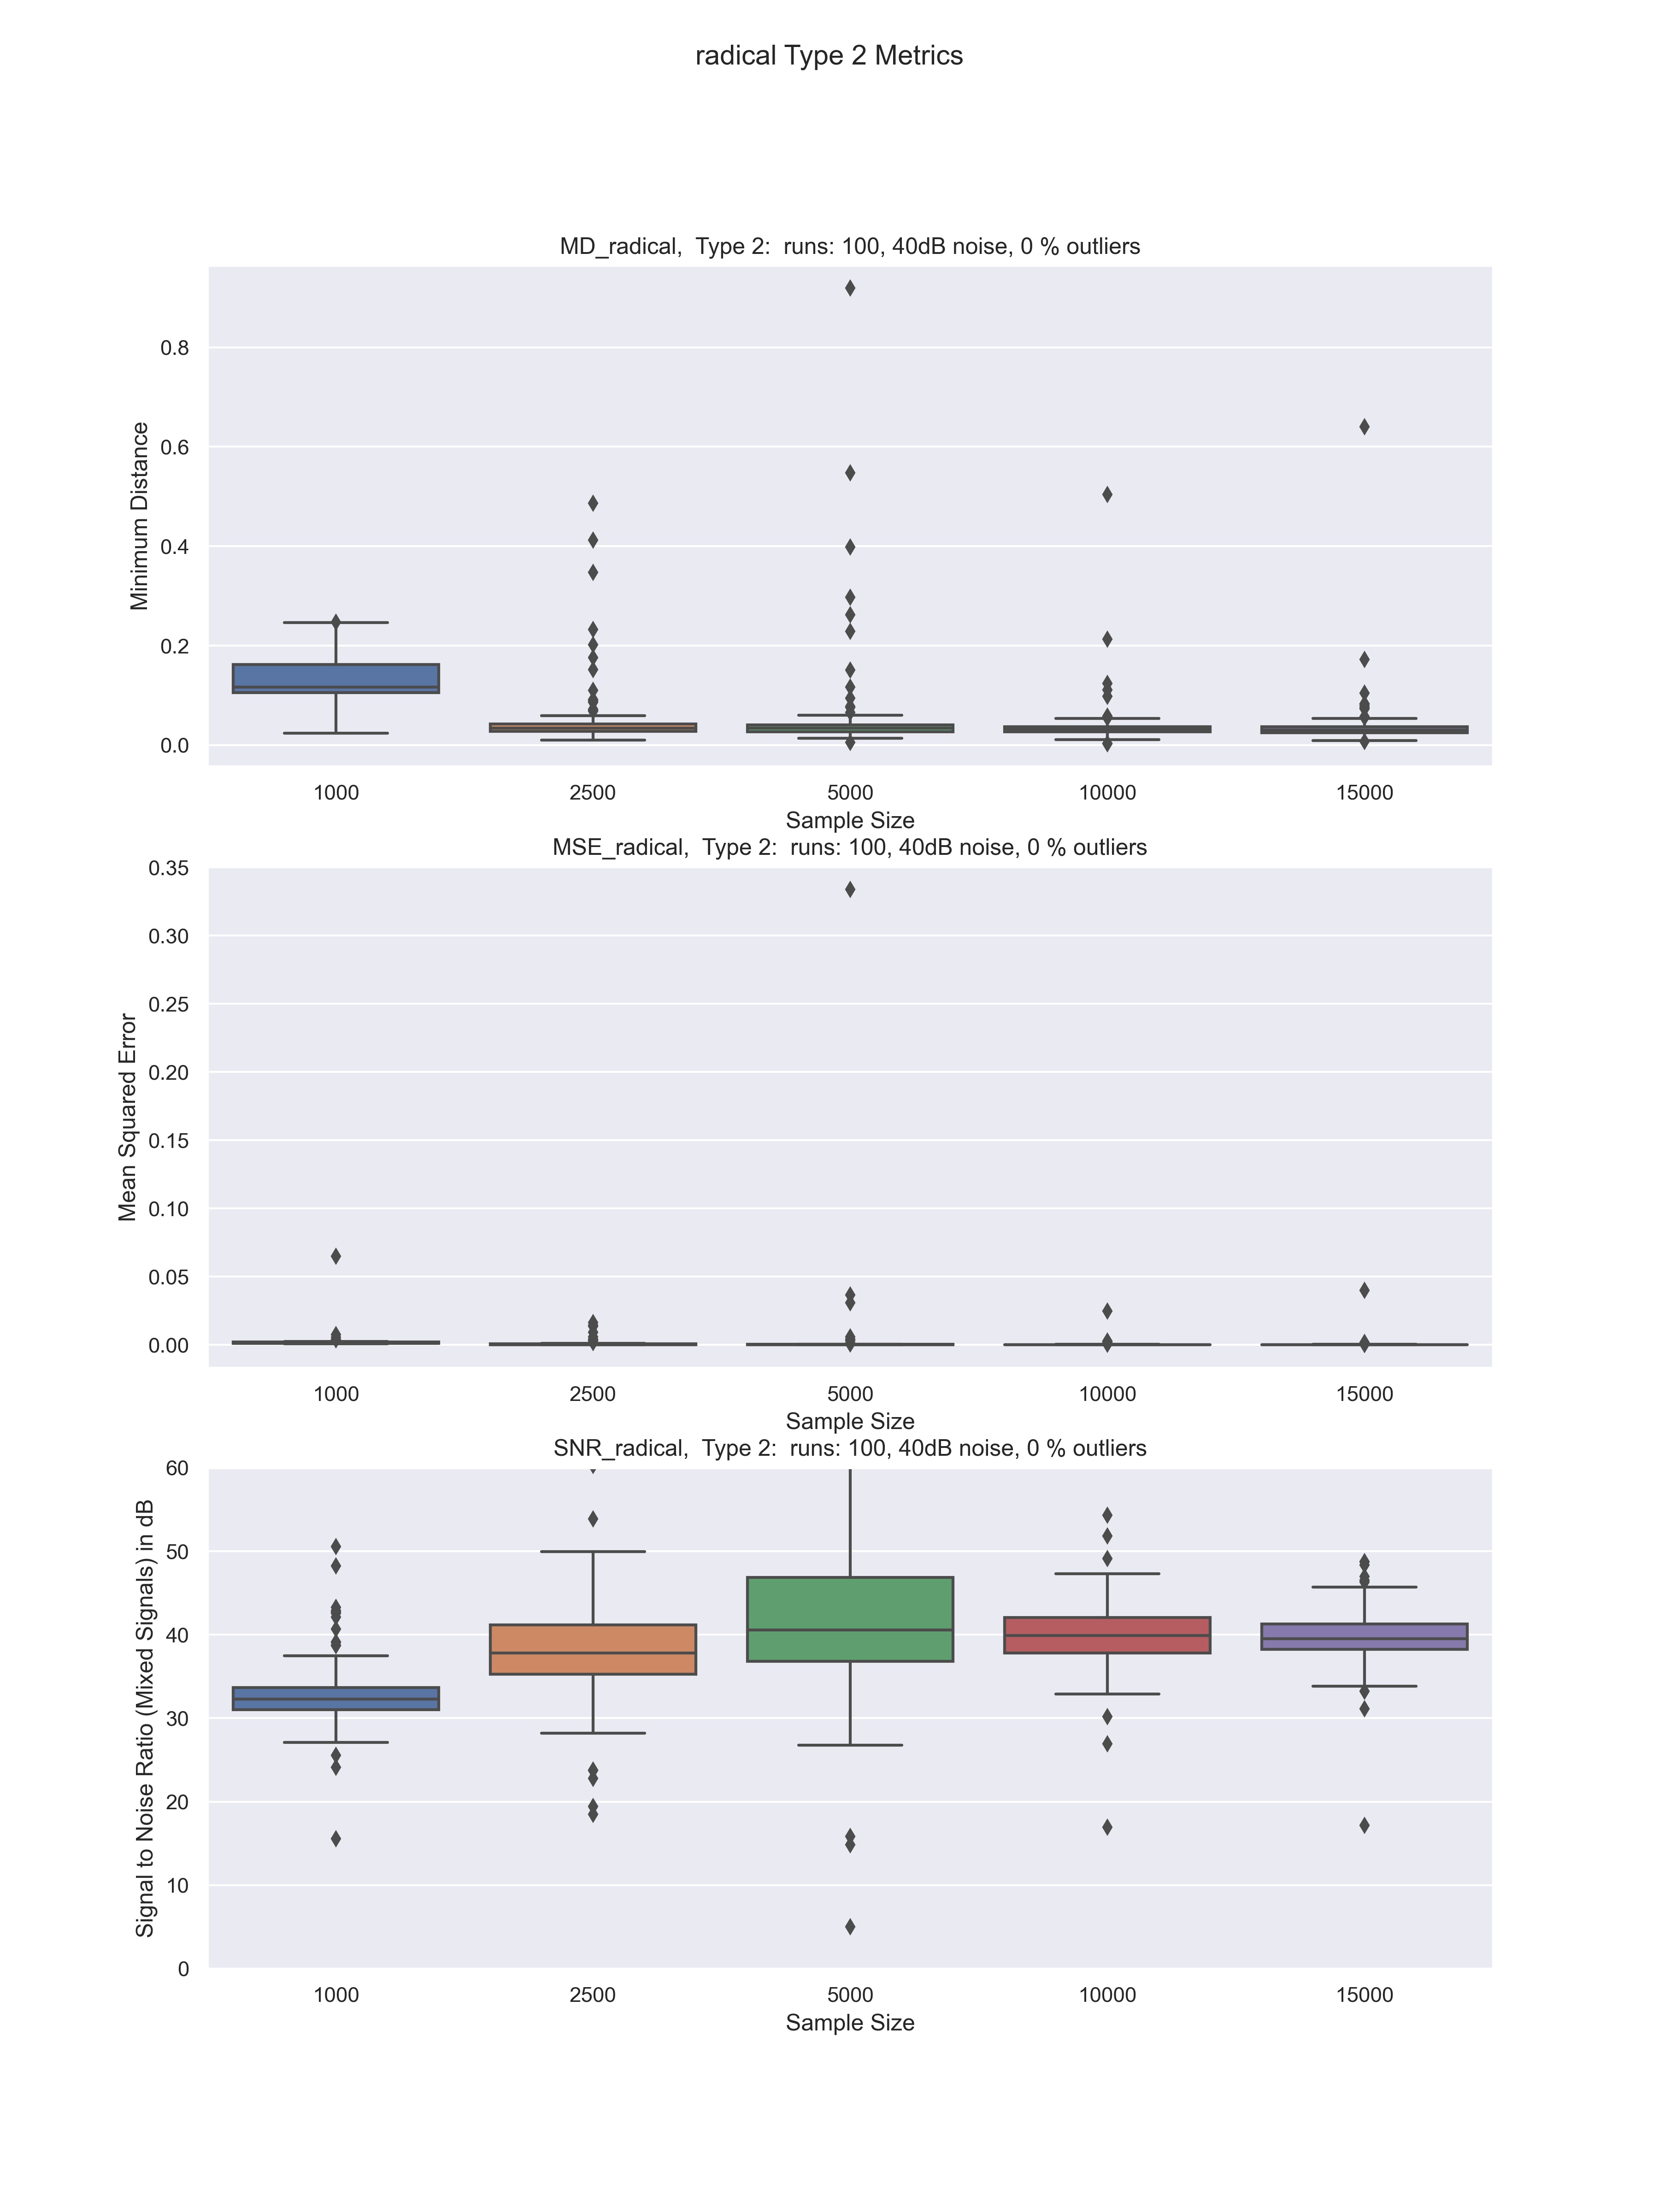 radical Type 2 Metrics
MD_radical,  Type 2:  runs: 100, 40dB noise, 0 % outliers
Minimum Distance
0.8
0.6
0.4
0.2
0.0
1000 2500 5000 10000 15000
Sample Size
MSE_radical,  Type 2:  runs: 100, 40dB noise, 0 % outliers
Mean Squared Error
0.35
0.30
0.25
0.20
0.15
0.10
0.05
0.00
1000 2500 5000 10000 15000
Sample Size
SNR_radical,  Type 2:  runs: 100, 40dB noise, 0 % outliers
Signal to Noise Ratio (Mixed Signals) in dB
60
50
40
30
20
10
0
1000 2500 5000 10000 15000
Sample Size